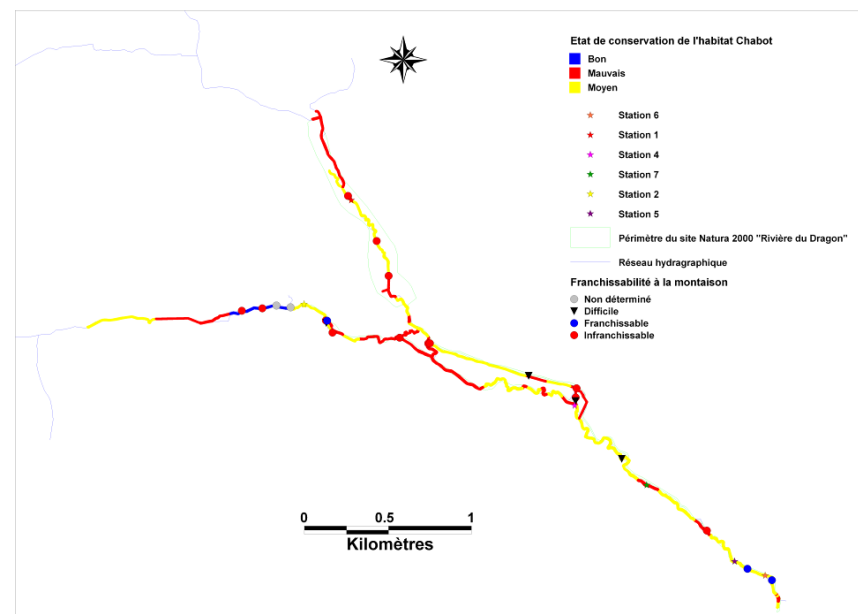 Etat de conservation de l'habitat Chabot
Bon
Mauvais
Moyen
Station 6
Station 1
Station 4
Station 7
Station 2
Station 5
Périmètre du site Natura 2000 "Rivière du Dragon"
Réseau hydragraphique
Franchissabilité à la montaison
Non déterminé
Difficile
Franchissable
Infranchissable
0 0.5 1
Kilomètres